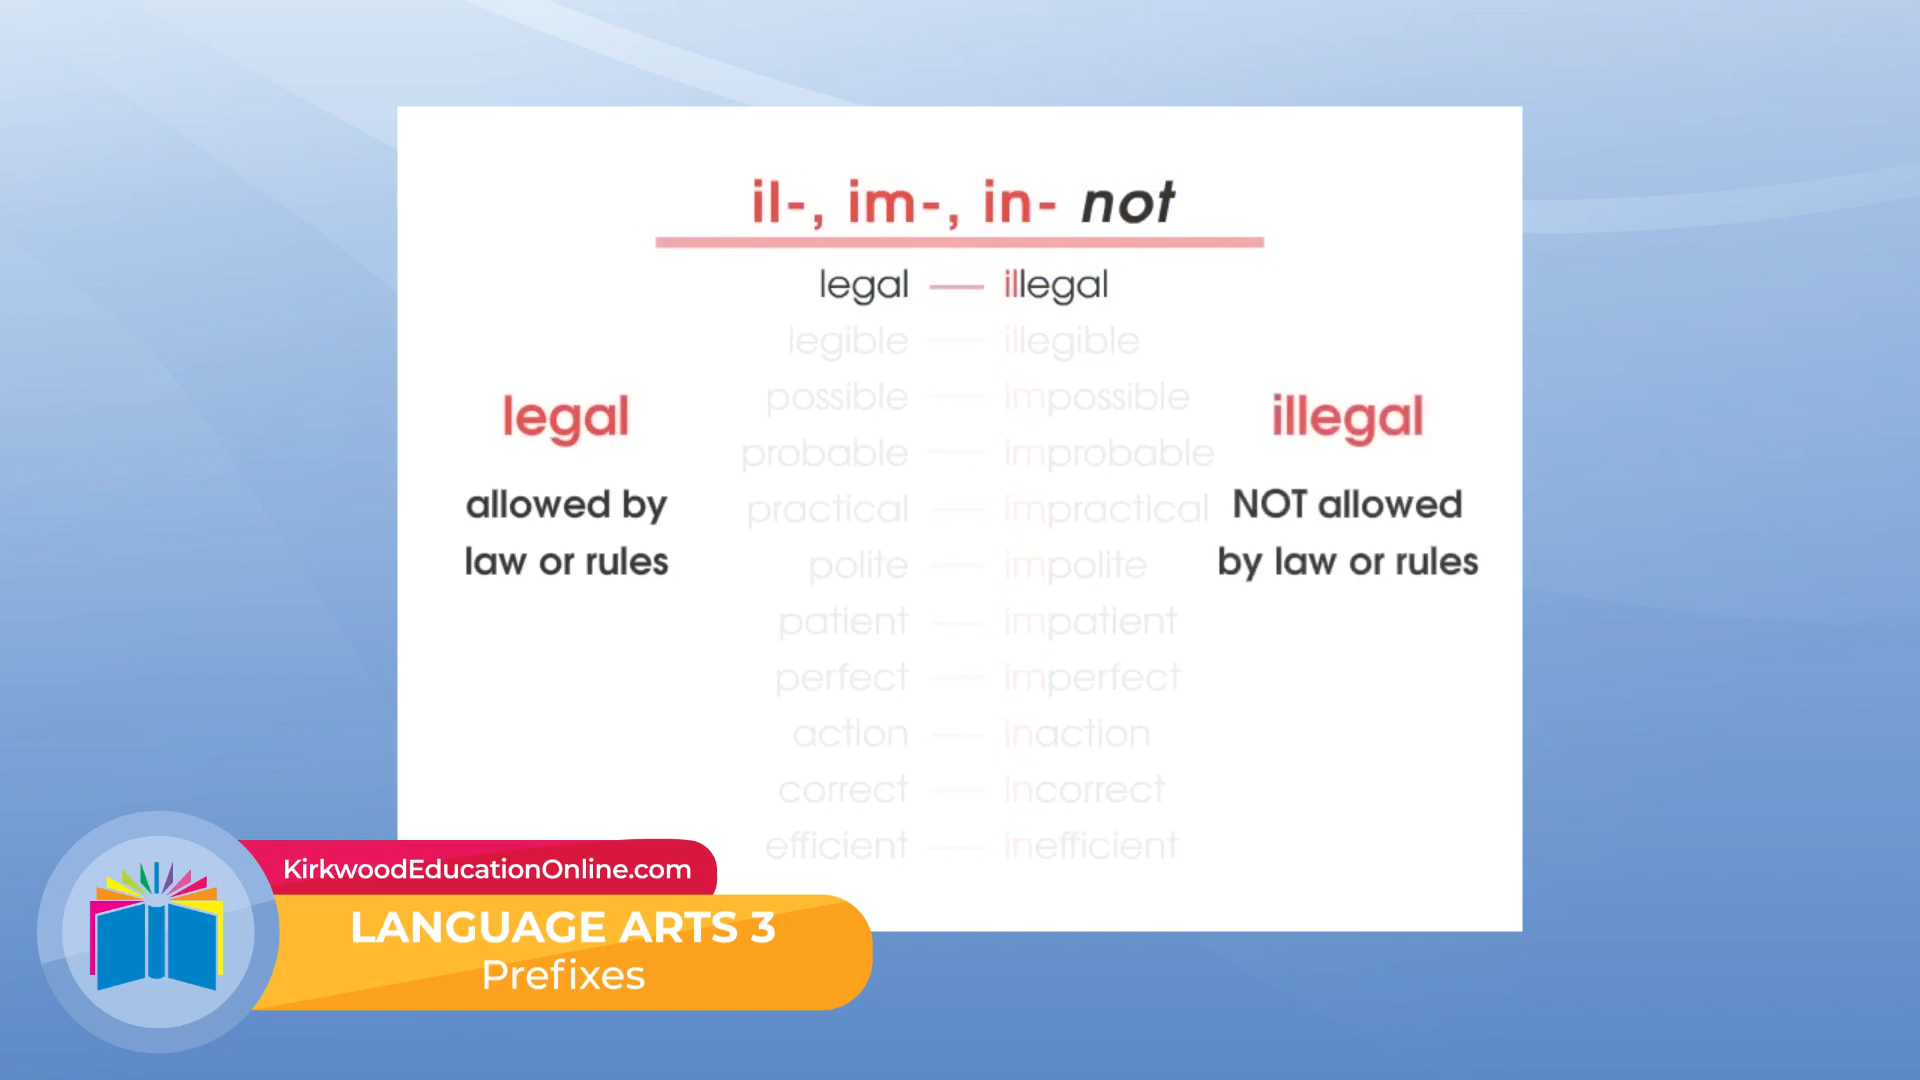 il-, im-, in- not
legal — illegal
legible — illegible
possible — impossible
probable — improbable
practical — impractical
polite — impolite
patient — impatient
perfect — imperfect
action — inaction
correct — incorrect
efficient — inefficient
legal
allowed by
law or rules
illegal
NOT allowed
by law or rules
KirkwoodEducationOnline.com
LANGUAGE ARTS 3
Prefixes